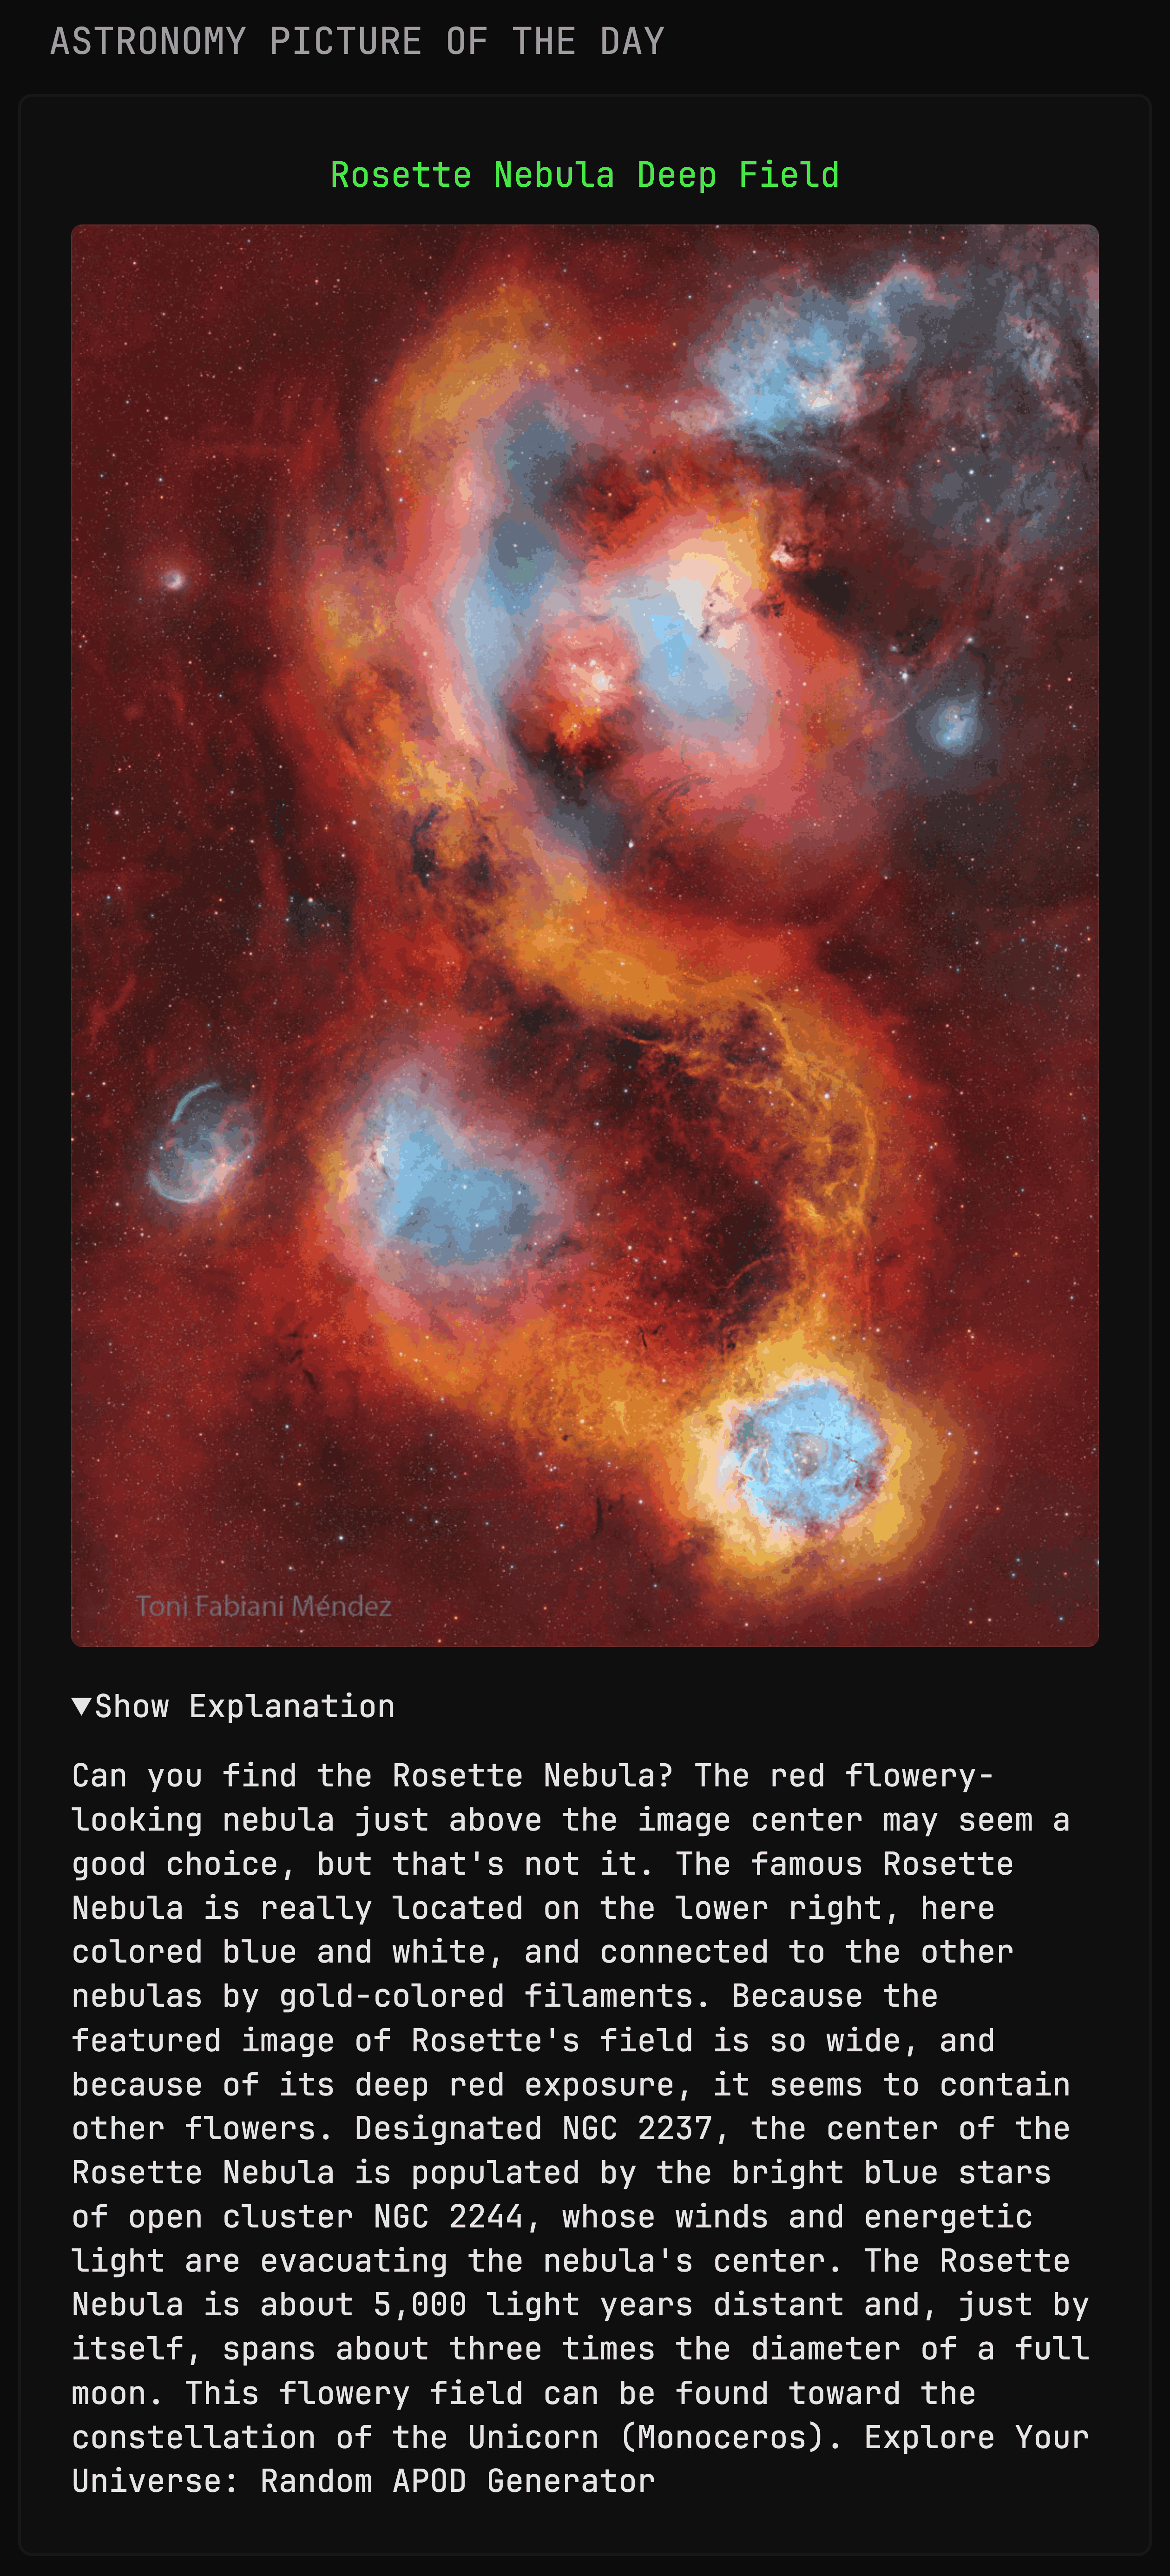 ASTRONOMY PICTURE OF THE DAY
Rosette Nebula Deep Field
Toni Fabiani Méndez
▼Show Explanation
Can you find the Rosette Nebula? The red flowery-
looking nebula just above the image center may seem a
good choice, but that's not it. The famous Rosette
Nebula is really located on the lower right, here
colored blue and white, and connected to the other
nebulas by gold-colored filaments. Because the
featured image of Rosette's field is so wide, and
because of its deep red exposure, it seems to contain
other flowers. Designated NGC 2237, the center of the
Rosette Nebula is populated by the bright blue stars
of open cluster NGC 2244, whose winds and energetic
light are evacuating the nebula's center. The Rosette
Nebula is about 5,000 light years distant and, just by
itself, spans about three times the diameter of a full
moon. This flowery field can be found toward the
constellation of the Unicorn (Monoceros). Explore Your
Universe: Random APOD Generator